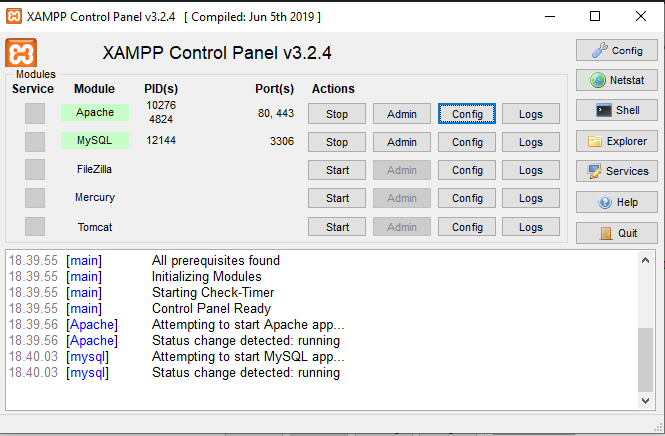 XAMPP Control Panel v3.2.4 [ Compiled: Jun 5th 2019 ]
XAMPP Control Panel v3.2.4
Config
Modules
Service Module PID(s) Port(s) Actions
Netstat
Apache 10276 4824 80, 443 Stop Admin Config Logs
Shell
MySQL 12144 3306 Stop Admin Config Logs
Explorer
FileZilla Start Admin Config Logs
Services
Mercury Start Admin Config Logs
Help
Tomcat Start Admin Config Logs
Quit
18.39.55 [main] All prerequisites found
18.39.55 [main] Initializing Modules
18.39.55 [main] Starting Check-Timer
18.39.55 [main] Control Panel Ready
18.39.56 [Apache] Attempting to start Apache app...
18.39.56 [Apache] Status change detected: running
18.40.03 [mysql] Attempting to start MySQL app...
18.40.03 [mysql] Status change detected: running